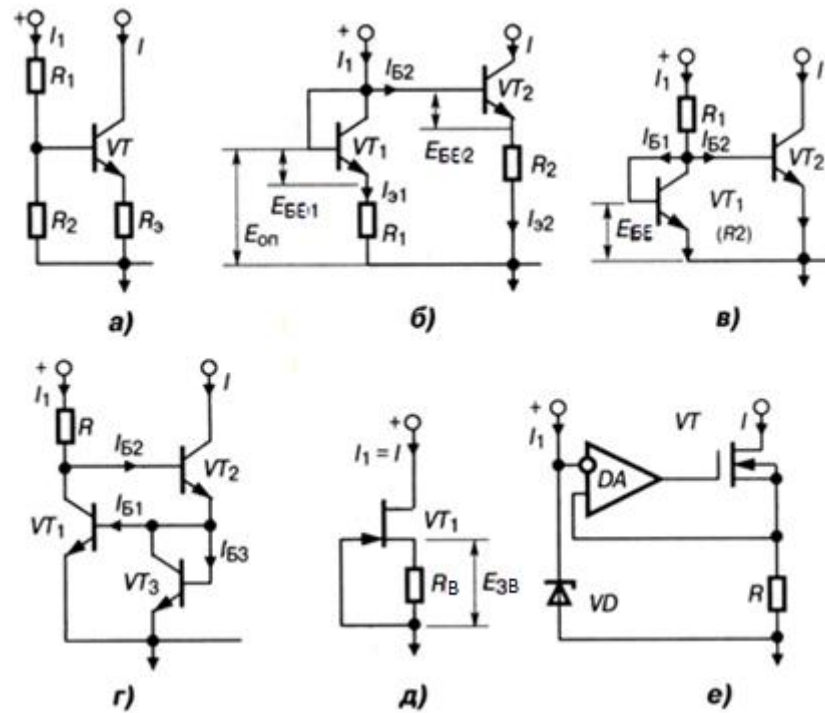 + I₁ I
R₁
VT
R₂ Rэ
а)
+ I₁ I
IБ2
VT₁ VT₂
EБЕ1 EБЕ2
Eоп
Iэ1 Iэ2
R₁ R₂
б)
+ I₁ I
R₁
IБ1 IБ2
VT₂
EБЕ VT₁
(R2)
в)
+ I₁ I
R
IБ2
VT₂
VT₁ IБ1
IБ3
VT₃
г)
+
I₁ = I
VT₁
RВ EЗВ
д)
+ VT I
I₁
DA
VD R
е)